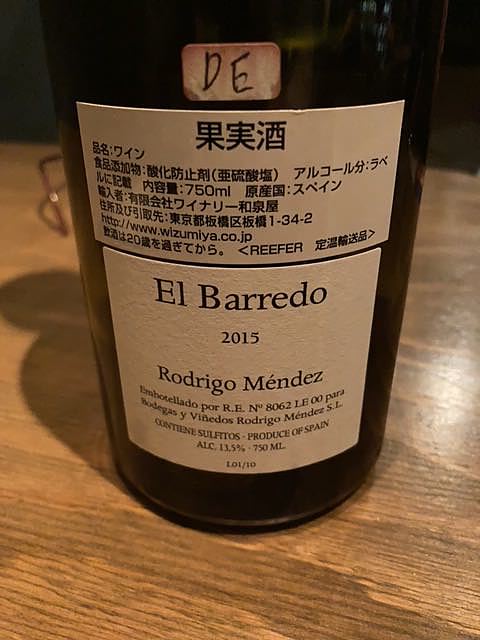 DE
果実酒
品名:ワイン
食品添加物:酸化防止剤(亜硫酸塩) アルコール分:ラベ
ルに記載 内容量:750ml 原産国:スペイン
輸入者:有限会社ワイナリー和泉屋
住所及び引取先:東京都板橋区板橋1-34-2
http://www.wizumiya.co.jp
飲酒は20歳を過ぎてから。 <REEFER 定温輸送品>
El Barredo
2015
Rodrigo Méndez
Embotellado por R.E. Nº 8062 LE 00 para
Bodegas y Viñedos Rodrigo Méndez S.L.
CONTIENE SULFITOS · PRODUCE OF SPAIN
ALC. 13,5% · 750 ML.
L01/10